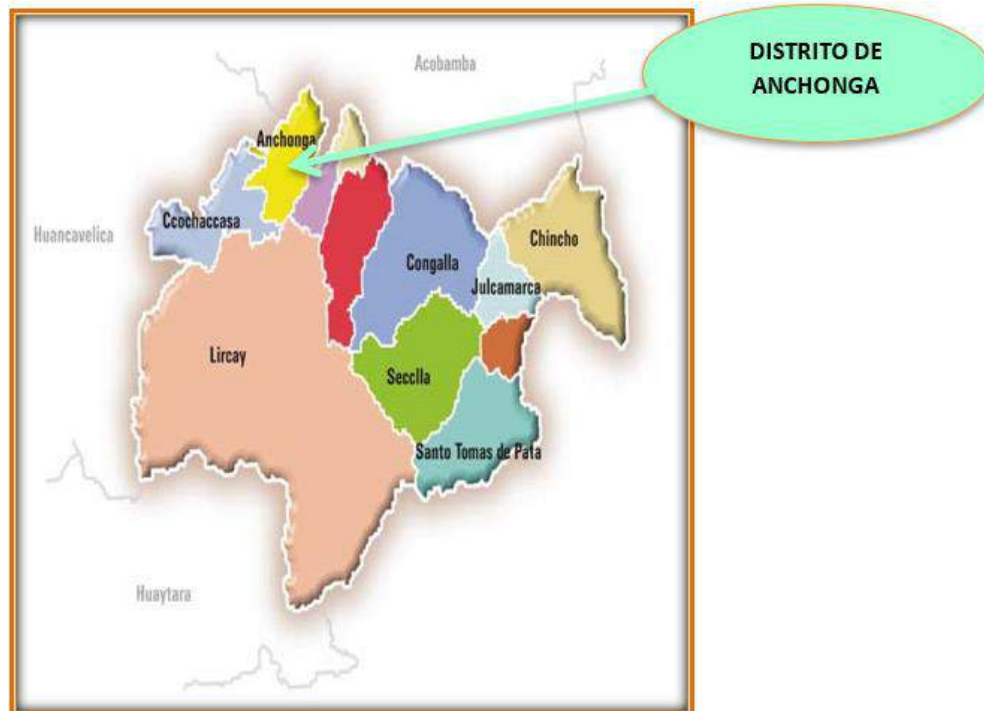 DISTRITO DE
ANCHONGA
Acobamba
Anchonga
Ccochaccasa
Huancavelica
Chincho
Congalla
Julcamarca
Lircay
Secclla
Santo Tomas de Pata
Huaytara